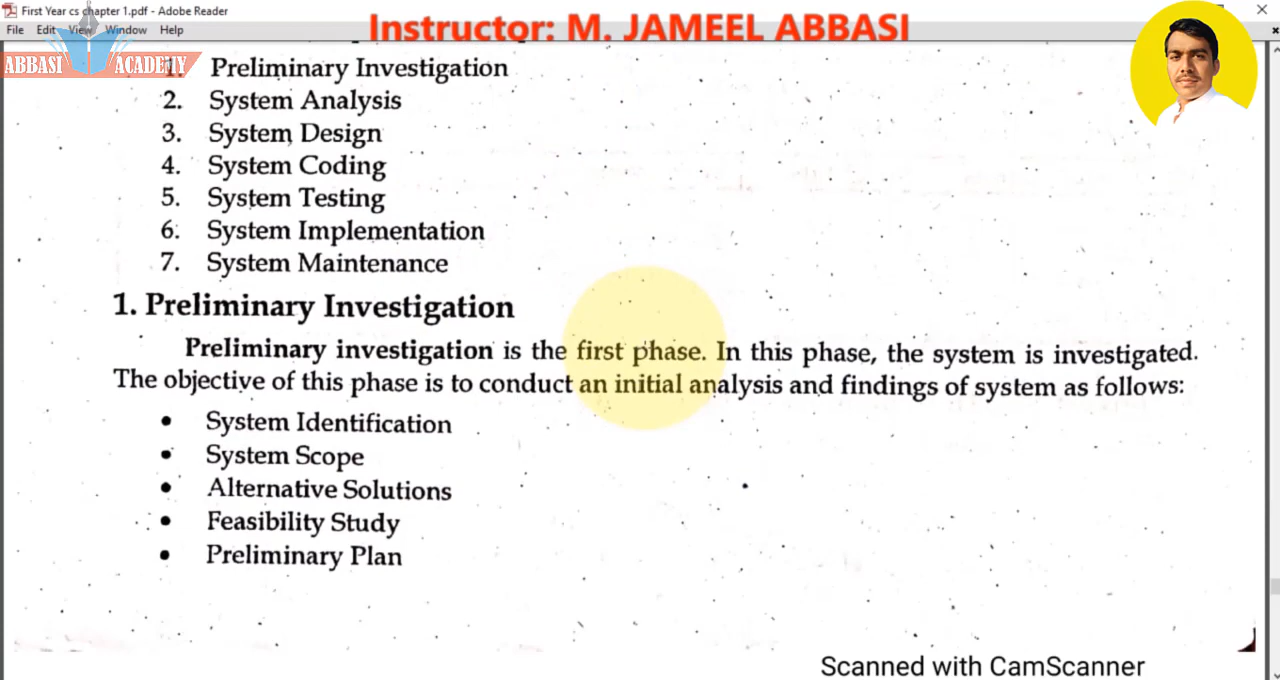 First Year cs chapter 1.pdf - Adobe Reader
File Edit View Window Help
Instructor: M. JAMEEL ABBASI
ABBASI ACADEMY
1. Preliminary Investigation
2. System Analysis
3. System Design
4. System Coding
5. System Testing
6. System Implementation
7. System Maintenance
1. Preliminary Investigation
Preliminary investigation is the first phase. In this phase, the system is investigated.
The objective of this phase is to conduct an initial analysis and findings of system as follows:
• System Identification
• System Scope
• Alternative Solutions
• Feasibility Study
• Preliminary Plan
Scanned with CamScanner